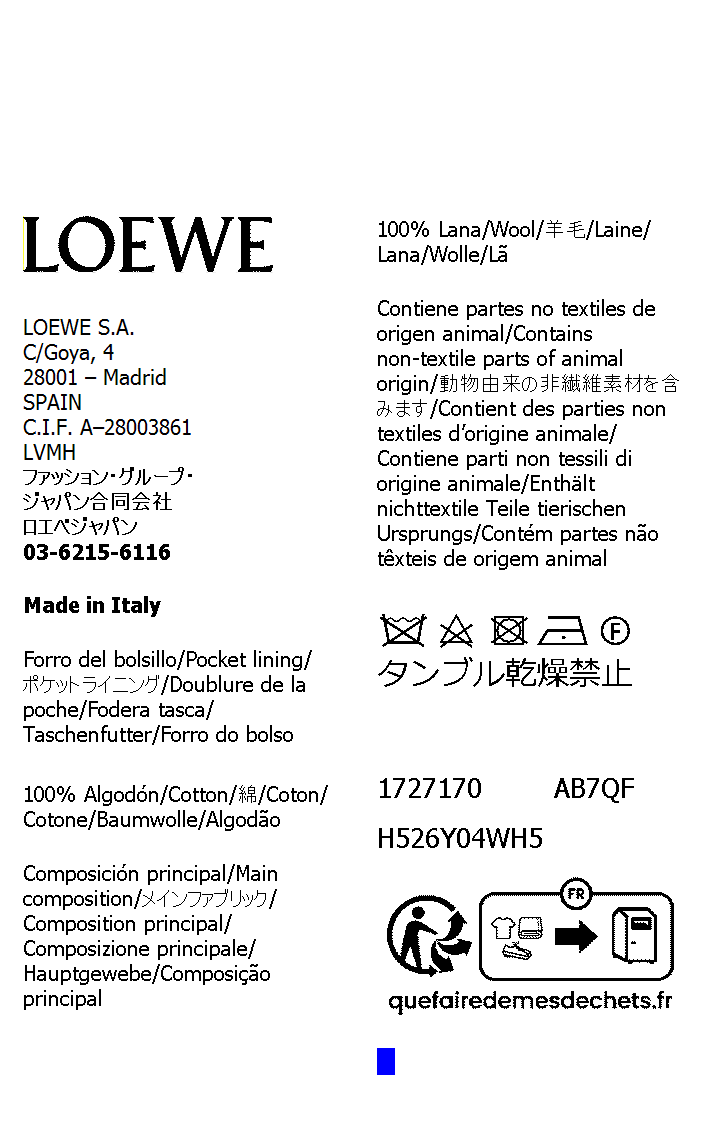 LOEWE
LOEWE S.A.
C/Goya, 4
28001 – Madrid
SPAIN
C.I.F. A–28003861
LVMH
ファッション・グループ・
ジャパン合同会社
ロエベジャパン
03-6215-6116
Made in Italy
Forro del bolsillo/Pocket lining/
ポケットライニング/Doublure de la
poche/Fodera tasca/
Taschenfutter/Forro do bolso
100% Algodón/Cotton/綿/Coton/
Cotone/Baumwolle/Algodão
Composición principal/Main
composition/メインファブリック/
Composition principal/
Composizione principale/
Hauptgewebe/Composição
principal
100% Lana/Wool/羊毛/Laine/
Lana/Wolle/Lã
Contiene partes no textiles de
origen animal/Contains
non-textile parts of animal
origin/動物由来の非繊維素材を含
みます/Contient des parties non
textiles d’origine animale/
Contiene parti non tessili di
origine animale/Enthält
nichttextile Teile tierischen
Ursprungs/Contém partes não
têxteis de origem animal
F
タンブル乾燥禁止
1727170 AB7QF
H526Y04WH5
FR
quefairedemesdechets.fr